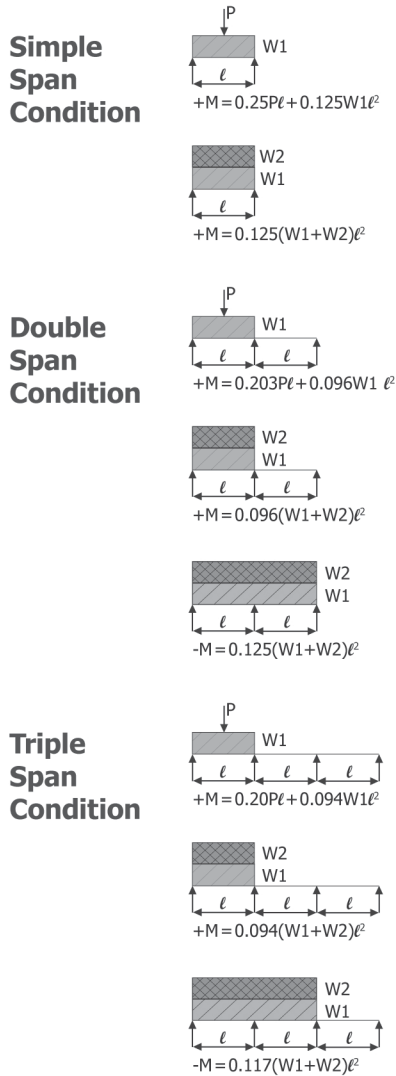 Simple
Span
Condition
P
W1
ℓ
+M=0.25Pℓ+0.125W1ℓ²
W2
W1
ℓ
+M=0.125(W1+W2)ℓ²
Double
Span
Condition
P
W1
ℓ ℓ
+M=0.203Pℓ+0.096W1 ℓ²
W2
W1
ℓ ℓ
+M=0.096(W1+W2)ℓ²
W2
W1
ℓ ℓ
-M=0.125(W1+W2)ℓ²
Triple
Span
Condition
P
W1
ℓ ℓ ℓ
+M=0.20Pℓ+0.094W1ℓ²
W2
W1
ℓ ℓ ℓ
+M=0.094(W1+W2)ℓ²
W2
W1
ℓ ℓ ℓ
-M=0.117(W1+W2)ℓ²